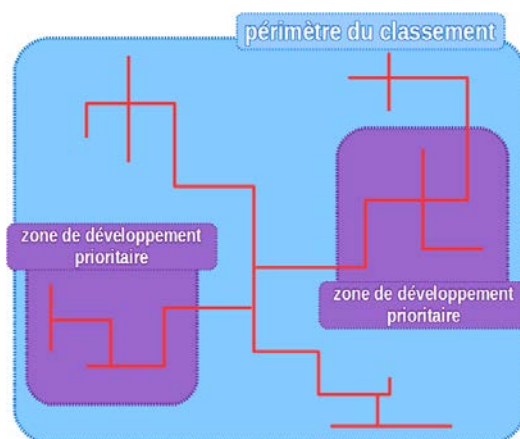 périmètre du classement
zone de développement
prioritaire
zone de développement
prioritaire